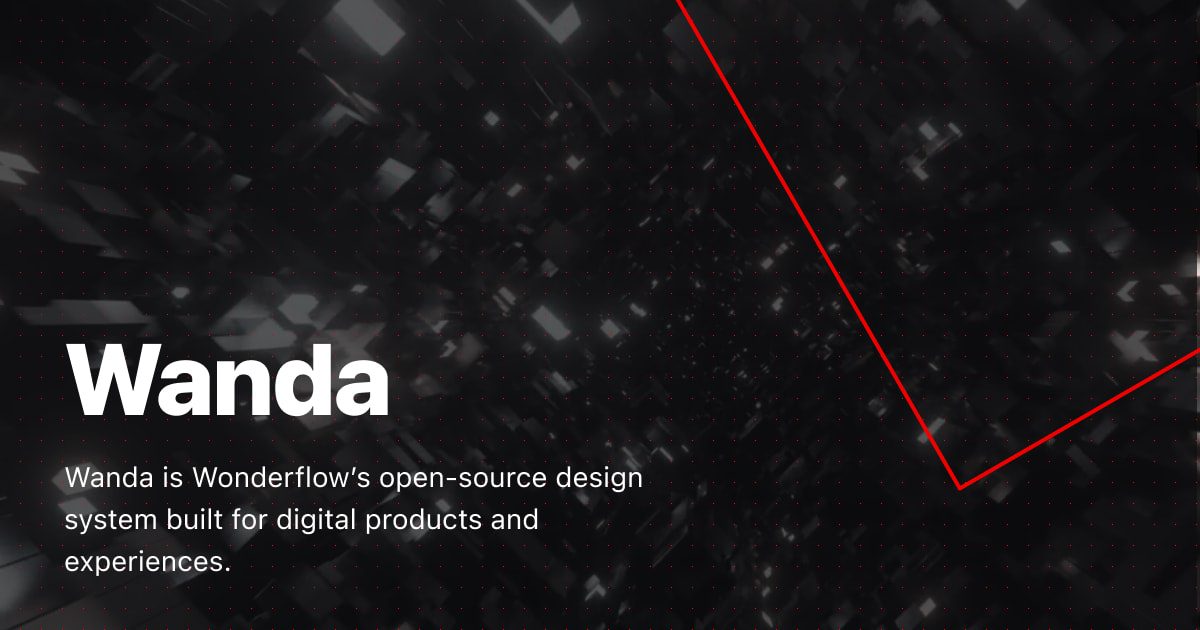 Wanda
Wanda is Wonderflow’s open-source design
system built for digital products and
experiences.